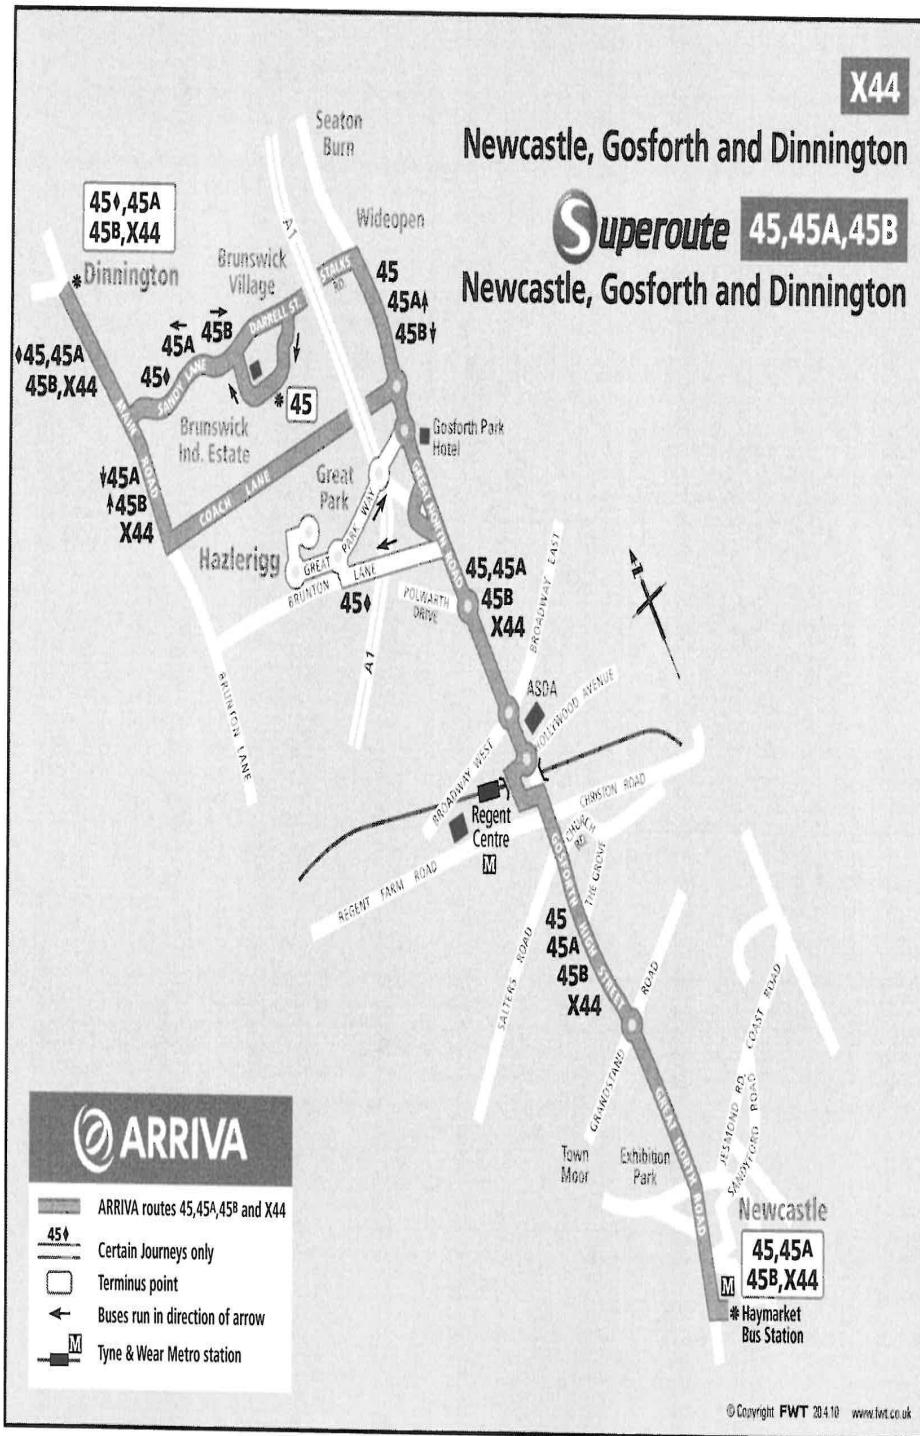 X44
Newcastle, Gosforth and Dinnington
Superoute 45,45A,45B
Newcastle, Gosforth and Dinnington
Seaton
Burn
Wideopen
A1
45♦,45A
45B,X44
Dinnington
Brunswick
Village
STALKS
RD.
DARRELL ST.
45
45A↑
45B↓
← →
45A 45B
45♦
SANDY LANE
♦45,45A
45B,X44
MAIN ROAD
45
Brunswick
Ind. Estate
Gosforth Park
Hotel
↓45A
↑45B
X44
COACH LANE
Great
Park
GREAT PARK WAY
GREAT NORTH ROAD
Hazlerigg
BRUNTON LANE
45♦
POLWARTH
DRIVE
45,45A
45B
X44
BROADWAY EAST
N
A1
BRUNTON LANE
ASDA
HOLLYWOOD AVENUE
BROADWAY WEST
Regent
Centre
M
CHRISTON ROAD
CHURCH
RD.
THE GROVE
REGENT FARM ROAD
GOSFORTH HIGH STREET
45
45A
45B
X44
SALTERS ROAD
GRANDSTAND ROAD
JESMOND RD. COAST ROAD
SANDYFORD ROAD
Town
Moor
Exhibition
Park
GREAT NORTH ROAD
Newcastle
45,45A
45B,X44
M
Haymarket
Bus Station
ARRIVA
ARRIVA routes 45,45A,45B and X44
45♦
Certain Journeys only
Terminus point
Buses run in direction of arrow
M
Tyne & Wear Metro station
© Copyright FWT 20.4.10 www.fwt.co.uk